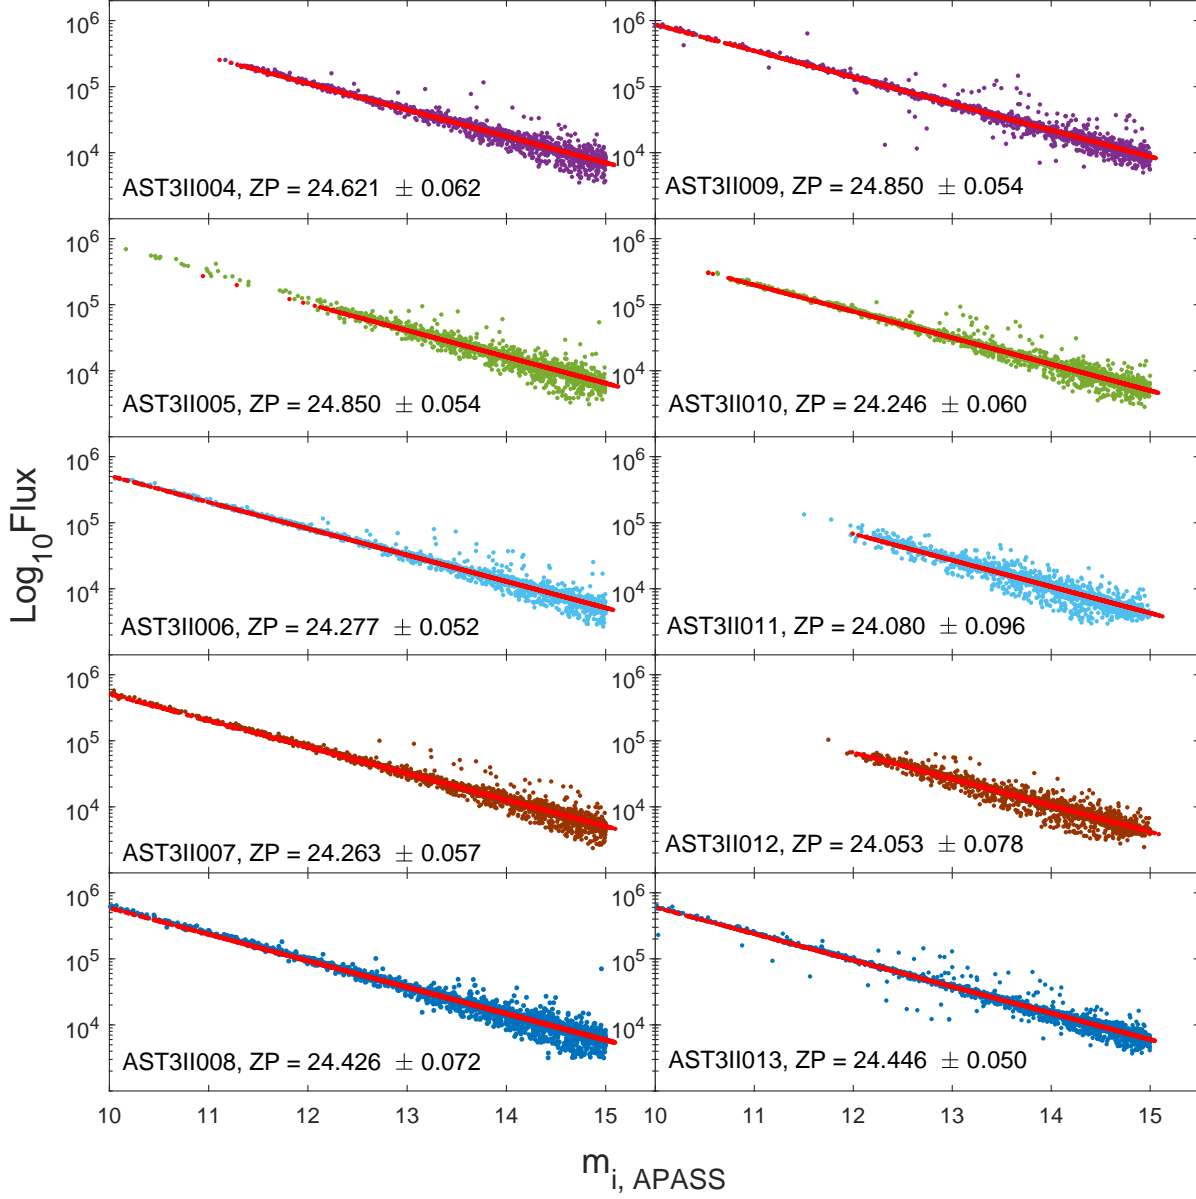 10^6
10^5
10^4
AST3II004, ZP = 24.621 ± 0.062
10^6
10^5
10^4
AST3II009, ZP = 24.850 ± 0.054
10^6
10^5
10^4
AST3II005, ZP = 24.850 ± 0.054
10^6
10^5
10^4
AST3II010, ZP = 24.246 ± 0.060
10^6
10^5
10^4
AST3II006, ZP = 24.277 ± 0.052
10^6
10^5
10^4
AST3II011, ZP = 24.080 ± 0.096
10^6
10^5
10^4
AST3II007, ZP = 24.263 ± 0.057
10^6
10^5
10^4
AST3II012, ZP = 24.053 ± 0.078
10^6
10^5
10^4
AST3II008, ZP = 24.426 ± 0.072
10^6
10^5
10^4
AST3II013, ZP = 24.446 ± 0.050
10 11 12 13 14 15
10 11 12 13 14 15
Log_10Flux
m_i, APASS